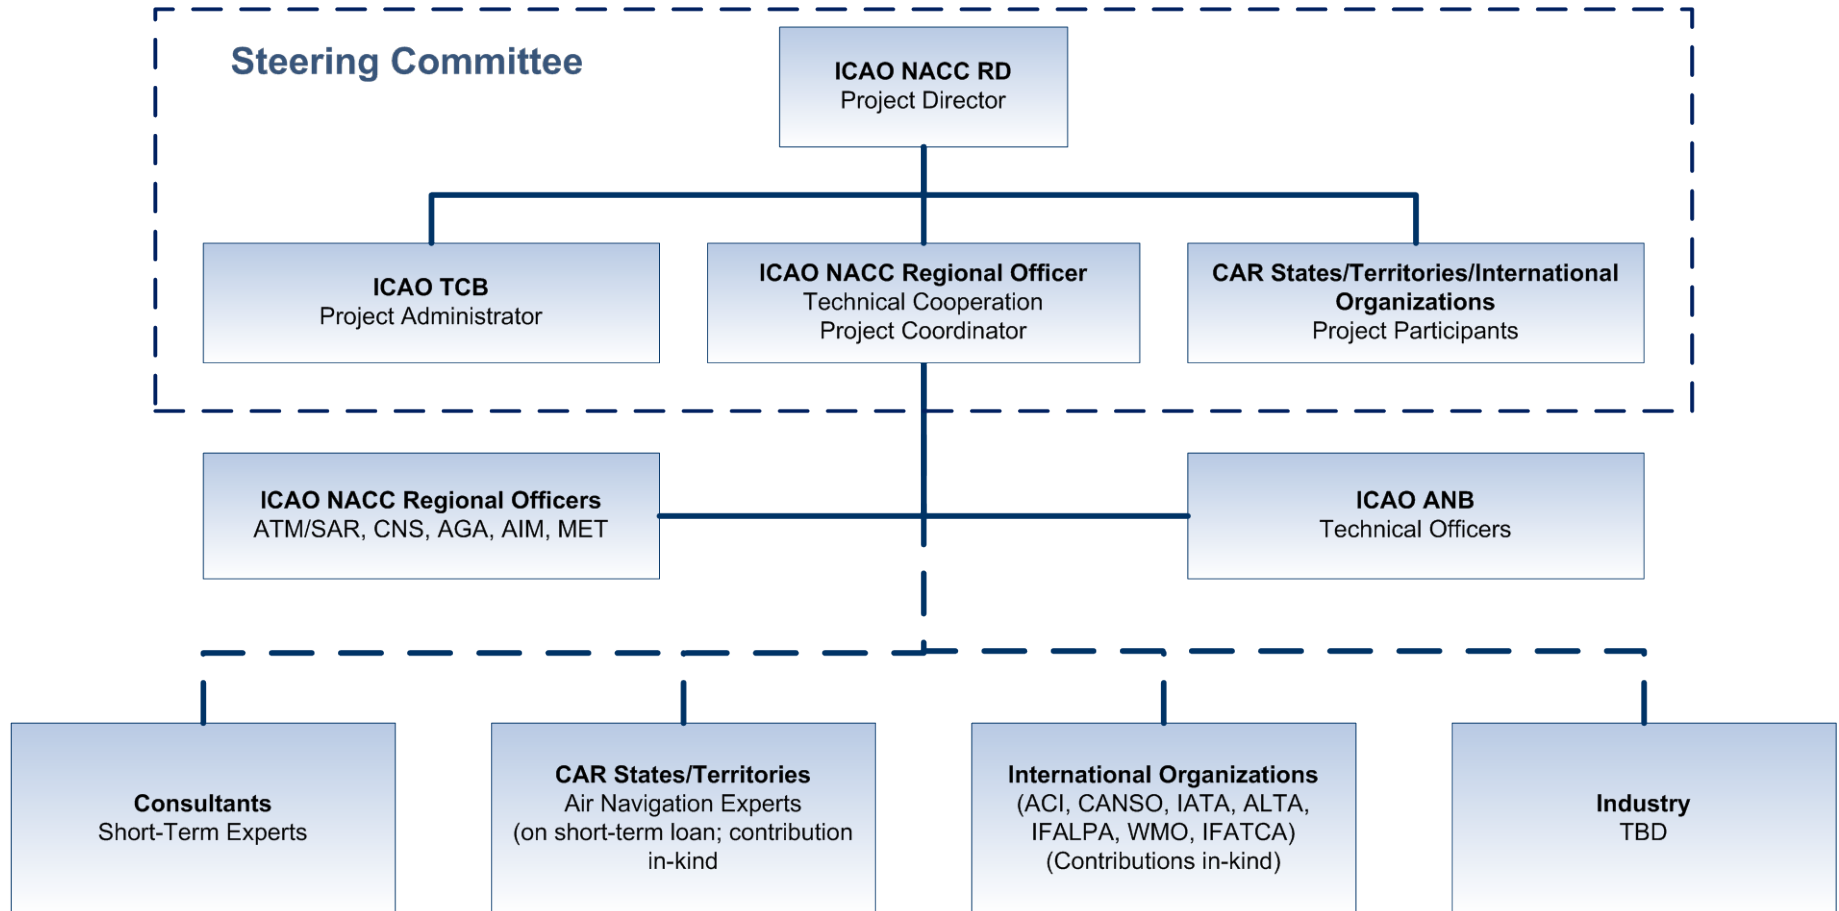 Steering Committee
ICAO NACC RD
Project Director
ICAO TCB
Project Administrator
ICAO NACC Regional Officer
Technical Cooperation
Project Coordinator
CAR States/Territories/International
Organizations
Project Participants
ICAO NACC Regional Officers
ATM/SAR, CNS, AGA, AIM, MET
ICAO ANB
Technical Officers
Consultants
Short-Term Experts
CAR States/Territories
Air Navigation Experts
(on short-term loan; contribution
in-kind
International Organizations
(ACI, CANSO, IATA, ALTA,
IFALPA, WMO, IFATCA)
(Contributions in-kind)
Industry
TBD